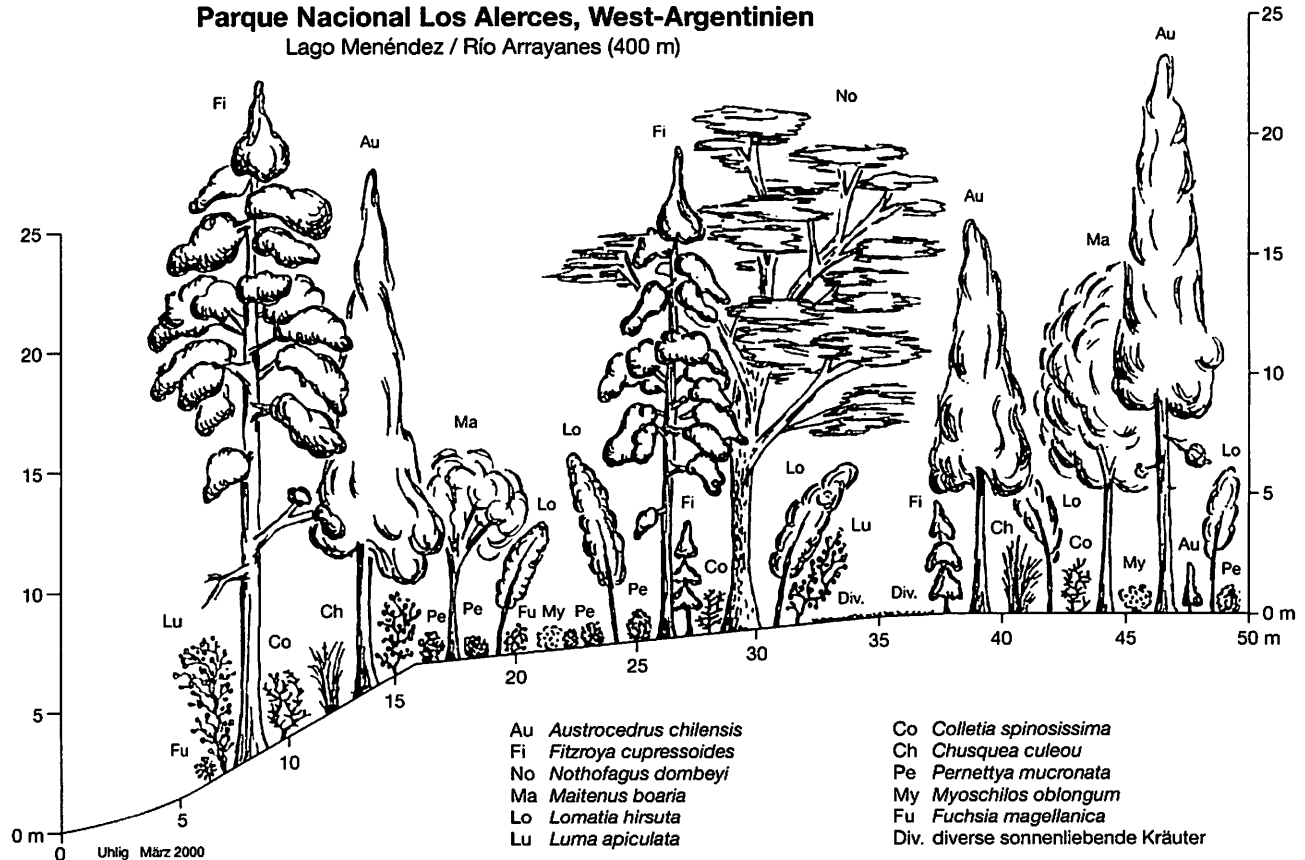 Parque Nacional Los Alerces, West-Argentinien
Lago Menéndez / Río Arrayanes (400 m)
25
Au
20
15
10
5
0 m
Fi
Au
Fi
No
Au
Ma
25
20
15
10
5
0 m
Ma
Lo
Lo
Lo
Lu
Fi
Fi
Ch
Lo
Co
Lo
Lu
Fu
Co
Ch
Pe
Pe
Fu
My
Pe
Pe
Co
Div.
Div.
My
Au
Pe
0
5
10
15
20
25
30
35
40
45
50 m
Au Austrocedrus chilensis
Fi Fitzroya cupressoides
No Nothofagus dombeyi
Ma Maitenus boaria
Lo Lomatia hirsuta
Lu Luma apiculata
Co Colletia spinosissima
Ch Chusquea culeou
Pe Pernettya mucronata
My Myoschilos oblongum
Fu Fuchsia magellanica
Div. diverse sonnenliebende Kräuter
Uhlig März 2000